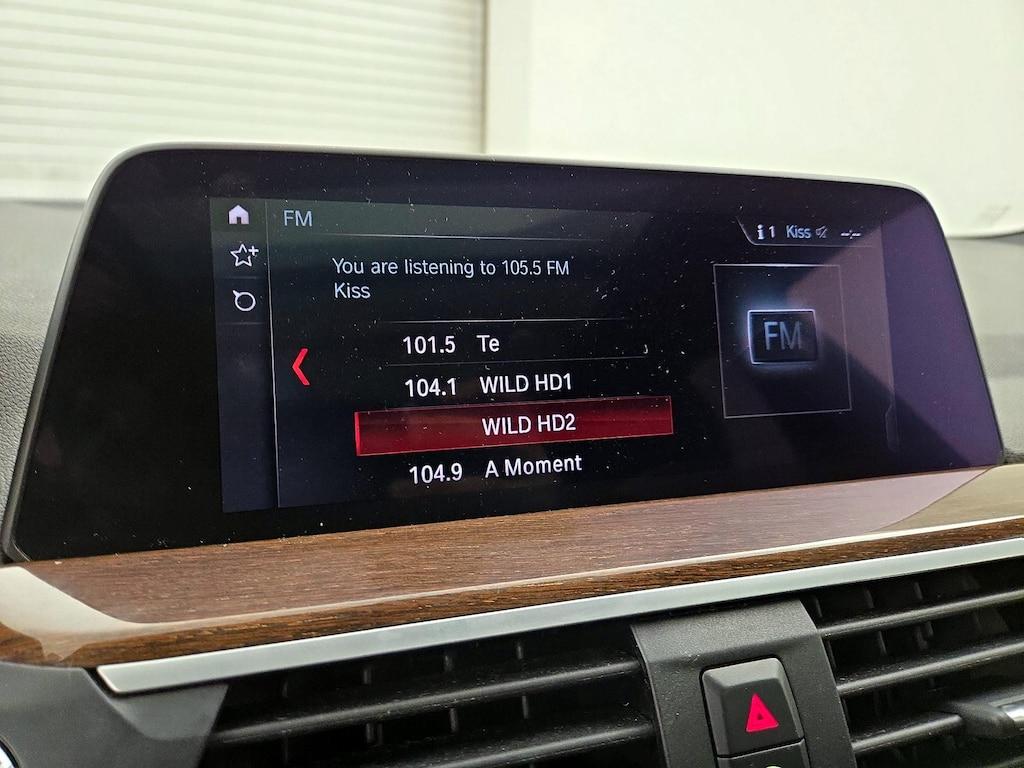 FM
1 Kiss --:--
You are listening to 105.5 FM
Kiss
FM
101.5 Te
104.1 WILD HD1
WILD HD2
104.9 A Moment